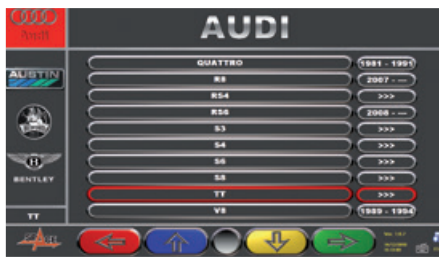 AUDI
Audi
QUATTRO 1981 - 1991
R8 2007 - ---
RS4 >>>
RS6 2008 - ---
S3 >>>
S4 >>>
S6 >>>
S8 >>>
TT >>>
V8 1989 - 1994
AUSTIN
BENTLEY
TT
SPACE